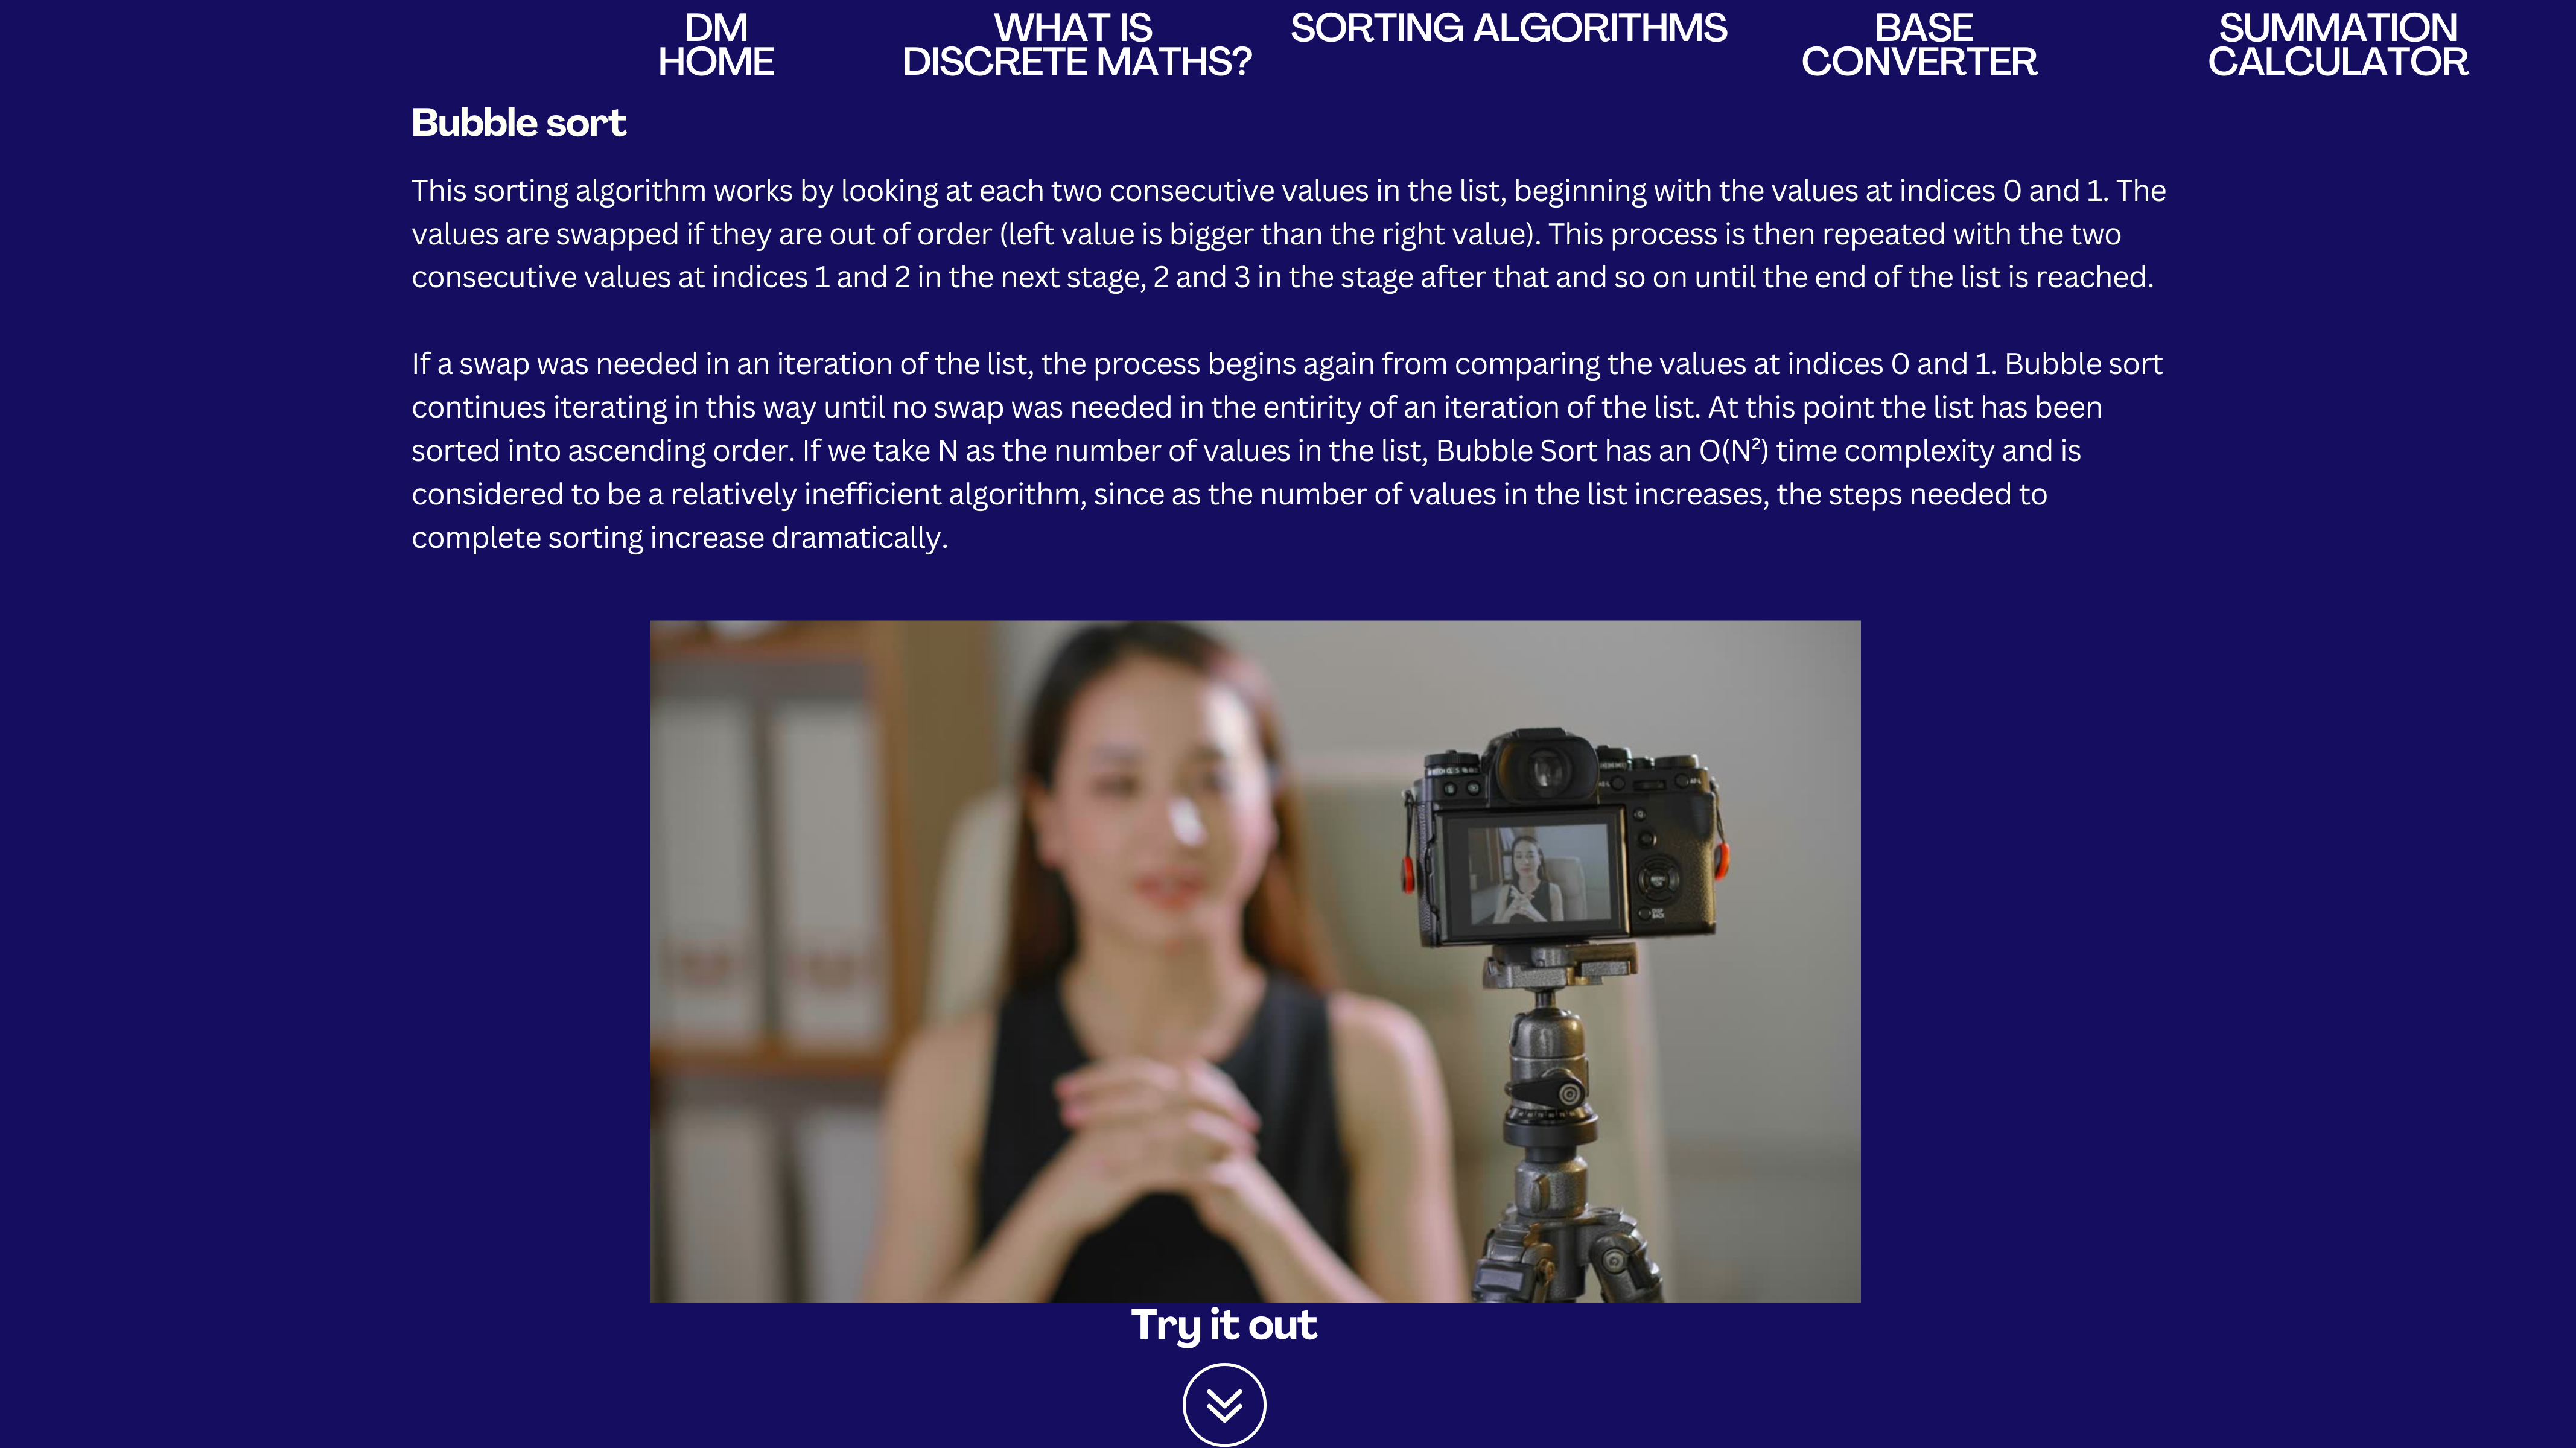 DM
HOME
WHAT IS
DISCRETE MATHS?
SORTING ALGORITHMS
BASE
CONVERTER
SUMMATION
CALCULATOR
Bubble sort
This sorting algorithm works by looking at each two consecutive values in the list, beginning with the values at indices 0 and 1. The
values are swapped if they are out of order (left value is bigger than the right value). This process is then repeated with the two
consecutive values at indices 1 and 2 in the next stage, 2 and 3 in the stage after that and so on until the end of the list is reached.
If a swap was needed in an iteration of the list, the process begins again from comparing the values at indices 0 and 1. Bubble sort
continues iterating in this way until no swap was needed in the entirity of an iteration of the list. At this point the list has been
sorted into ascending order. If we take N as the number of values in the list, Bubble Sort has an O(N²) time complexity and is
considered to be a relatively inefficient algorithm, since as the number of values in the list increases, the steps needed to
complete sorting increase dramatically.
Try it out